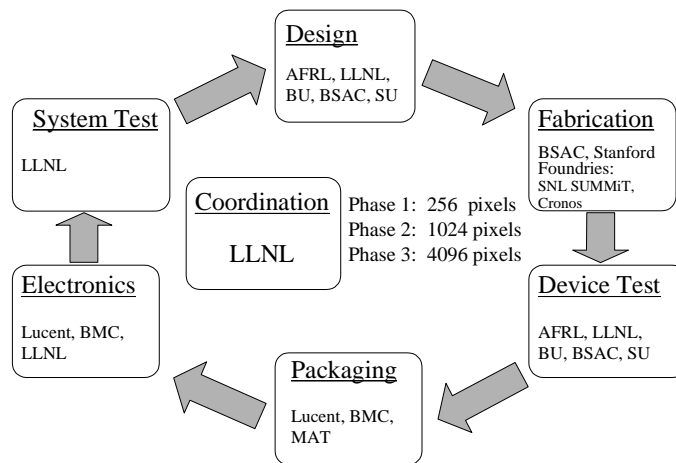 Design
AFRL, LLNL,
BU, BSAC, SU
System Test
LLNL
Fabrication
BSAC, Stanford
Foundries:
SNL SUMMiT,
Cronos
Coordination
LLNL
Phase 1: 256 pixels
Phase 2: 1024 pixels
Phase 3: 4096 pixels
Electronics
Lucent, BMC,
LLNL
Device Test
AFRL, LLNL,
BU, BSAC, SU
Packaging
Lucent, BMC,
MAT